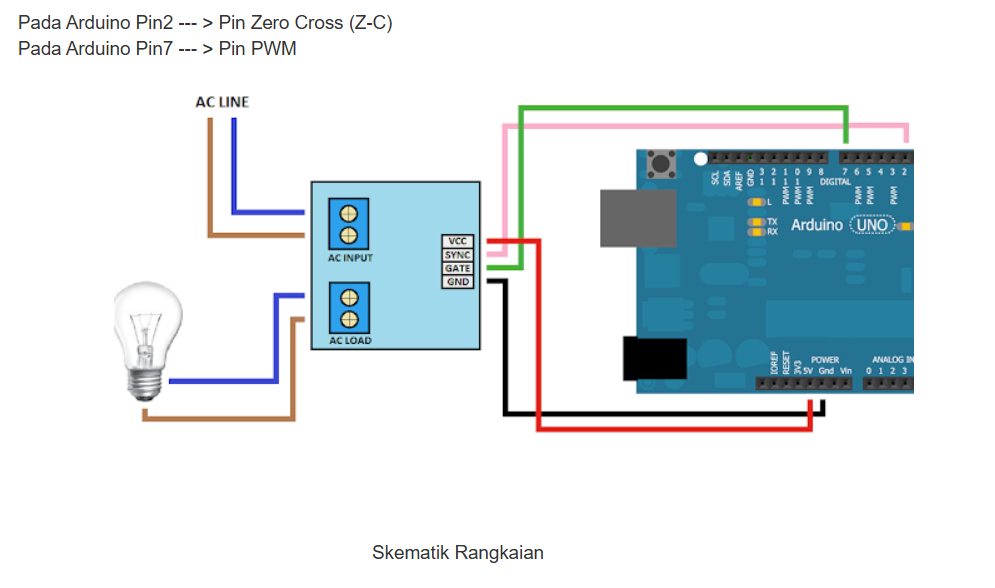 Pada Arduino Pin2 --- > Pin Zero Cross (Z-C)
Pada Arduino Pin7 --- > Pin PWM
AC LINE
AC INPUT
AC LOAD
VCC
SYNC
GATE
GND
SCL
SDA
AREF
GND
13
12
PWM 11
PWM 10
PWM 9
8
DIGITAL
7
PWM 6
PWM 5
4
PWM 3
2
L
TX
RX
Arduino UNO
IOREF
RESET
3V3
5V Gnd Vin
POWER
ANALOG IN
0 1 2 3
Skematik Rangkaian